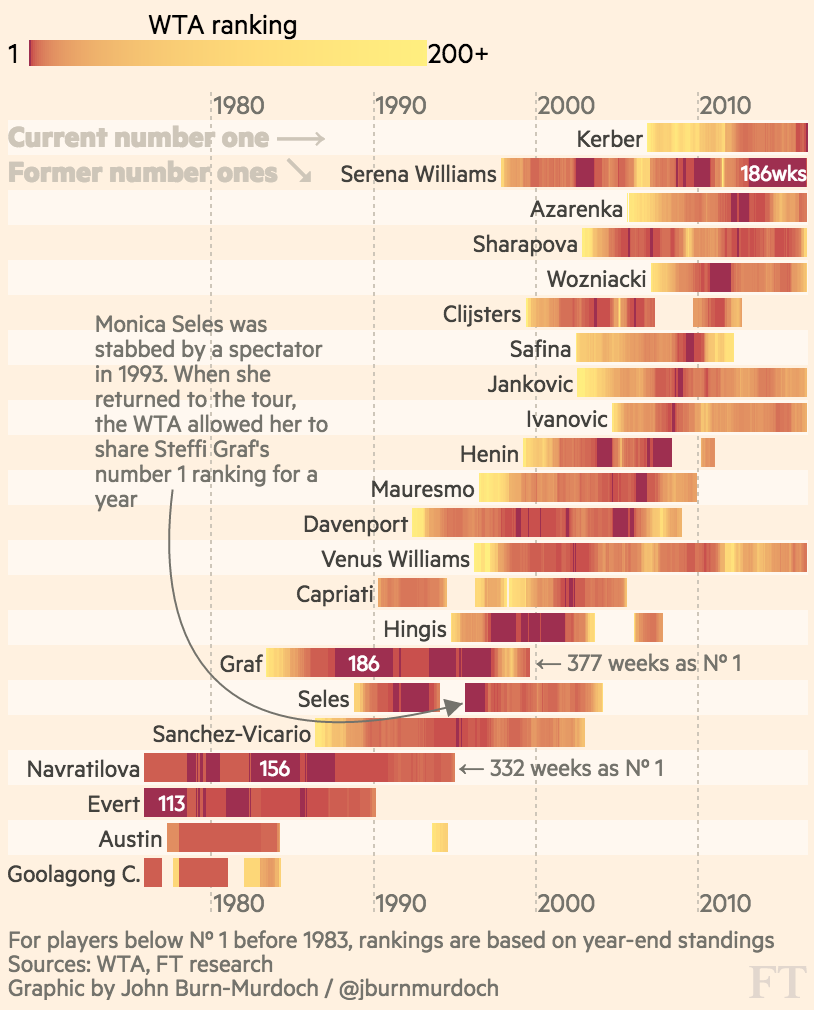 WTA ranking
1
200+
1980
1990
2000
2010
Current number one
Kerber
Former number ones
Serena Williams
186wks
Azarenka
Sharapova
Wozniacki
Clijsters
Monica Seles was
stabbed by a spectator
in 1993. When she
returned to the tour,
the WTA allowed her to
share Steffi Graf's
number 1 ranking for a
year
Safina
Jankovic
Ivanovic
Henin
Mauresmo
Davenport
Venus Williams
Capriati
Hingis
Graf
186
← 377 weeks as Nº 1
Seles
Sanchez-Vicario
Navratilova
156
← 332 weeks as Nº 1
Evert
113
Austin
Goolagong C.
1980
1990
2000
2010
For players below Nº 1 before 1983, rankings are based on year-end standings
Sources: WTA, FT research
Graphic by John Burn-Murdoch / @jburnmurdoch
FT